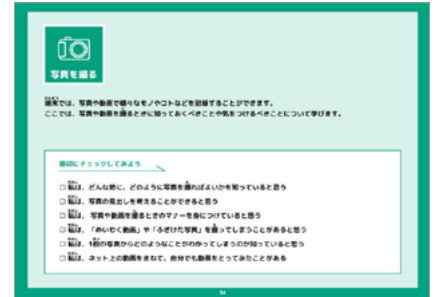 写真を撮る
端末では、写真や動画で様々なモノやコトなどを記録することができます。
ここでは、写真や動画を撮るときに知っておくべきことや気をつけるべきことについて学びます。
最初にチェックしてみよう
□私は、どんな時に、どのように写真を撮ればよいかを知っていると思う
□私は、写真の見出しを考えることができると思う
□私は、写真や動画を撮るときのマナーを身につけていると思う
□私は、「めいわく動画」や「ふざけた写真」を撮ってしまうことがあると思う
□私は、1枚の写真からどのようなことがわかってしまうのか知っていると思う
□私は、ネット上の動画をまねて、自分でも動画をとってみたことがある